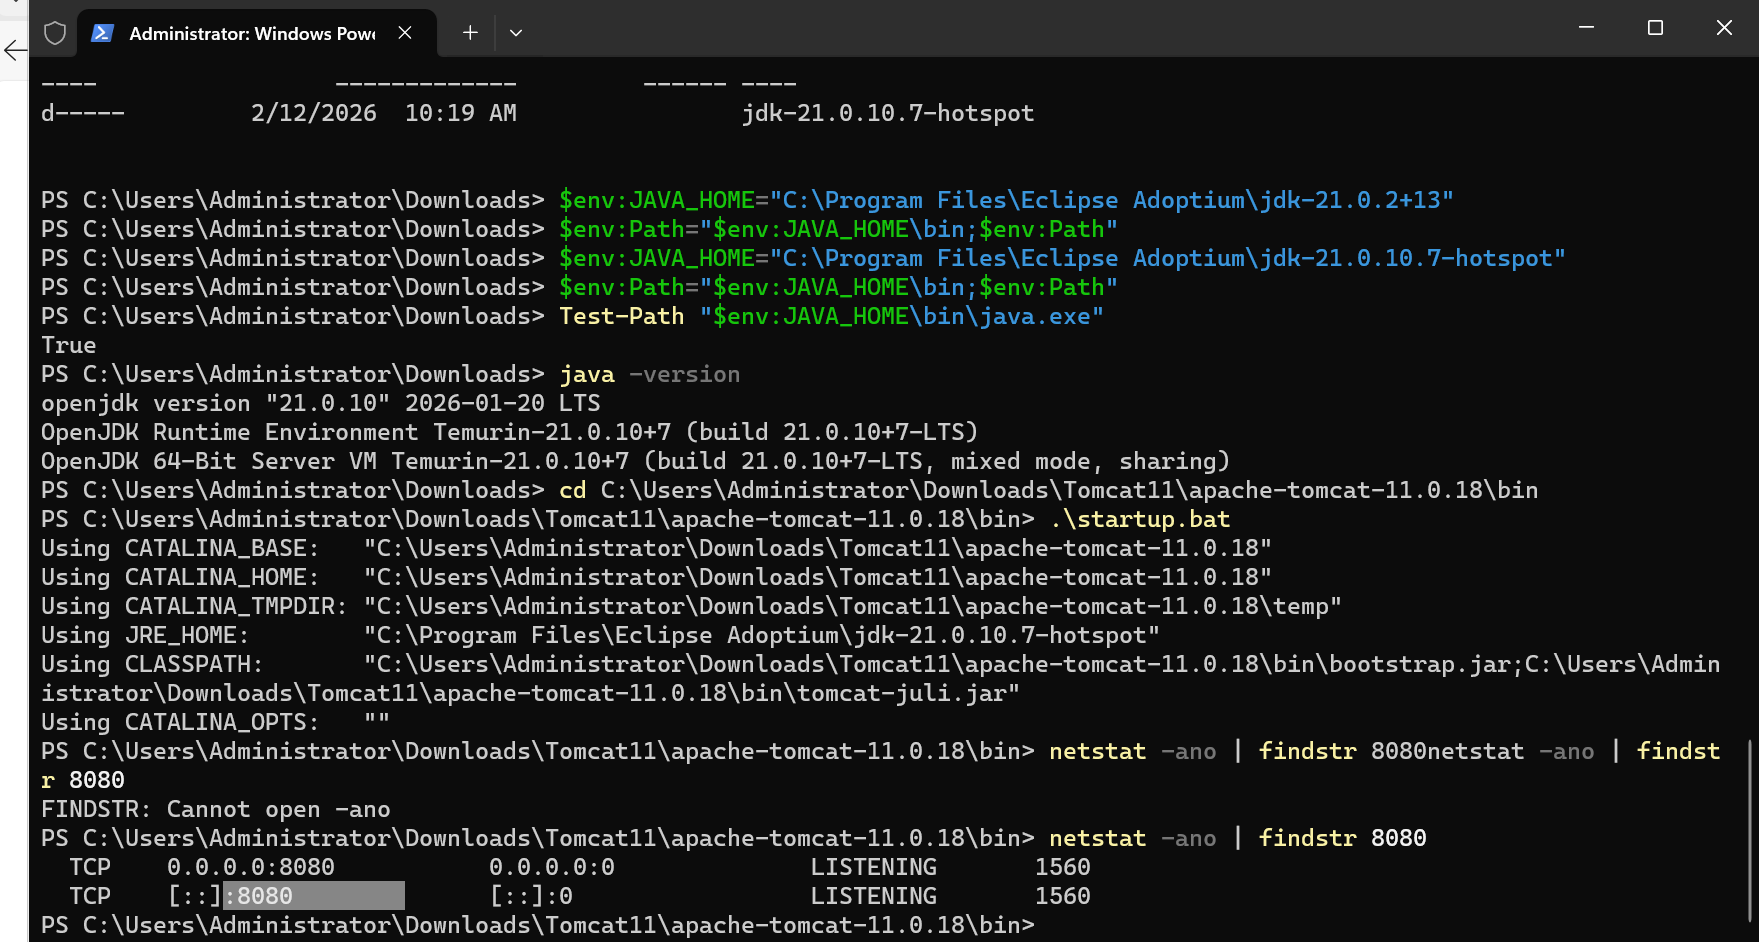 Administrator: Windows Powe
---- ------------- ------ ----
d----- 2/12/2026 10:19 AM jdk-21.0.10.7-hotspot
PS C:\Users\Administrator\Downloads> $env:JAVA_HOME="C:\Program Files\Eclipse Adoptium\jdk-21.0.2+13"
PS C:\Users\Administrator\Downloads> $env:Path="$env:JAVA_HOME\bin;$env:Path"
PS C:\Users\Administrator\Downloads> $env:JAVA_HOME="C:\Program Files\Eclipse Adoptium\jdk-21.0.10.7-hotspot"
PS C:\Users\Administrator\Downloads> $env:Path="$env:JAVA_HOME\bin;$env:Path"
PS C:\Users\Administrator\Downloads> Test-Path "$env:JAVA_HOME\bin\java.exe"
True
PS C:\Users\Administrator\Downloads> java -version
openjdk version "21.0.10" 2026-01-20 LTS
OpenJDK Runtime Environment Temurin-21.0.10+7 (build 21.0.10+7-LTS)
OpenJDK 64-Bit Server VM Temurin-21.0.10+7 (build 21.0.10+7-LTS, mixed mode, sharing)
PS C:\Users\Administrator\Downloads> cd C:\Users\Administrator\Downloads\Tomcat11\apache-tomcat-11.0.18\bin
PS C:\Users\Administrator\Downloads\Tomcat11\apache-tomcat-11.0.18\bin> .\startup.bat
Using CATALINA_BASE: "C:\Users\Administrator\Downloads\Tomcat11\apache-tomcat-11.0.18"
Using CATALINA_HOME: "C:\Users\Administrator\Downloads\Tomcat11\apache-tomcat-11.0.18"
Using CATALINA_TMPDIR: "C:\Users\Administrator\Downloads\Tomcat11\apache-tomcat-11.0.18\temp"
Using JRE_HOME: "C:\Program Files\Eclipse Adoptium\jdk-21.0.10.7-hotspot"
Using CLASSPATH: "C:\Users\Administrator\Downloads\Tomcat11\apache-tomcat-11.0.18\bin\bootstrap.jar;C:\Users\Admin
istrator\Downloads\Tomcat11\apache-tomcat-11.0.18\bin\tomcat-juli.jar"
Using CATALINA_OPTS: ""
PS C:\Users\Administrator\Downloads\Tomcat11\apache-tomcat-11.0.18\bin> netstat -ano | findstr 8080netstat -ano | findst
r 8080
FINDSTR: Cannot open -ano
PS C:\Users\Administrator\Downloads\Tomcat11\apache-tomcat-11.0.18\bin> netstat -ano | findstr 8080
TCP 0.0.0.0:8080 0.0.0.0:0 LISTENING 1560
TCP [::]:8080 [::]:0 LISTENING 1560
PS C:\Users\Administrator\Downloads\Tomcat11\apache-tomcat-11.0.18\bin>